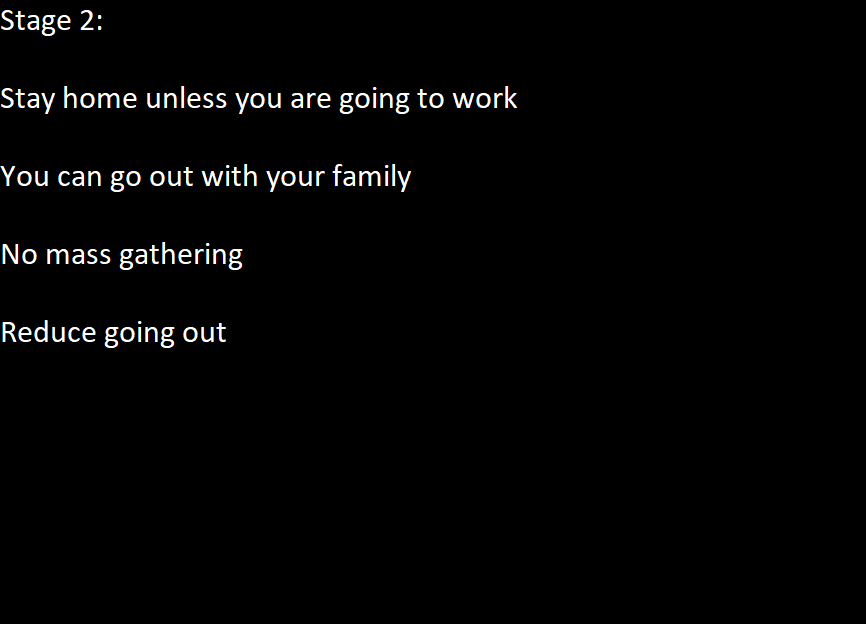 Stage 2:
Stay home unless you are going to work
You can go out with your family
No mass gathering
Reduce going out